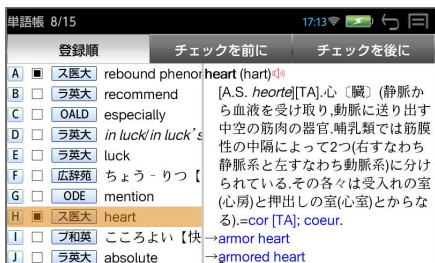 単語帳 8/15
17:13
登録順 チェックを前に チェックを後に
A ス医大 rebound phenor
B ラ英大 recommend
C OALD especially
D ラ英大 in luck/in luck's
E ラ英大 luck
F 広辞苑 ちょう‐りつ【
G ODE mention
H ス医大 heart
I プ和英 こころよい【快
J ラ英大 absolute
heart (hart)
[A.S. heorte][TA].心〔臓〕(静脈か
ら血液を受け取り,動脈に送り出す
中空の筋肉の器官.哺乳類では筋膜
性の中隔によって2つ(右すなわち
静脈系と左すなわち動脈系)に分け
られている.その各々は受入れの室
(心房)と押出しの室(心室)とからな
る).=cor [TA]; coeur.
→armor heart
→armored heart